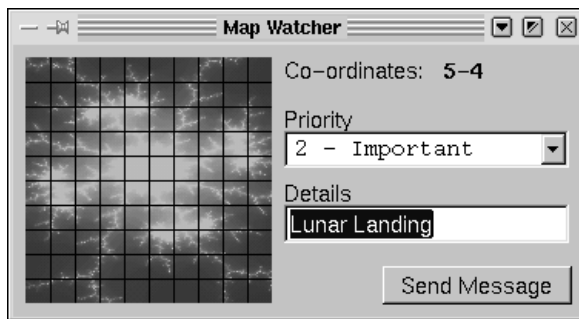 Map Watcher
Co-ordinates: 5-4
Priority
2 - Important
Details
Lunar Landing
Send Message